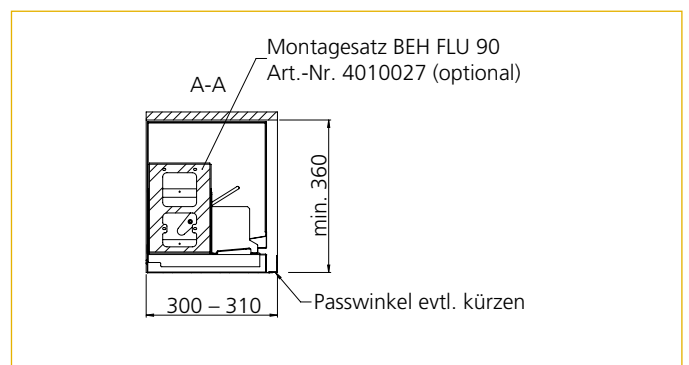 Montagesatz BEH FLU 90
Art.-Nr. 4010027 (optional)
A-A
min. 360
300 – 310
Passwinkel evtl. kürzen